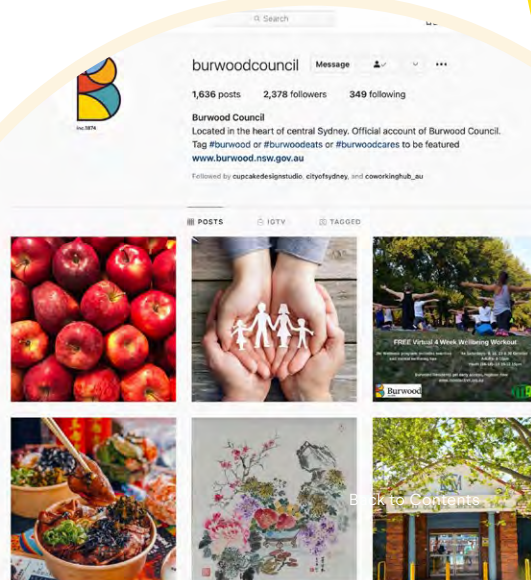 Search
burwoodcouncil Message
1,636 posts 2,378 followers 349 following
Burwood Council
Located in the heart of central Sydney. Official account of Burwood Council.
Tag #burwood or #burwoodeats or #burwoodcares to be featured
www.burwood.nsw.gov.au
Followed by cupcakedesignstudio, cityofsydney, and coworkinghub_au
Inc.1874
POSTS IGTV TAGGED
FREE Virtual 4 Week Wellbeing Workout
Burwood
Back to Contents